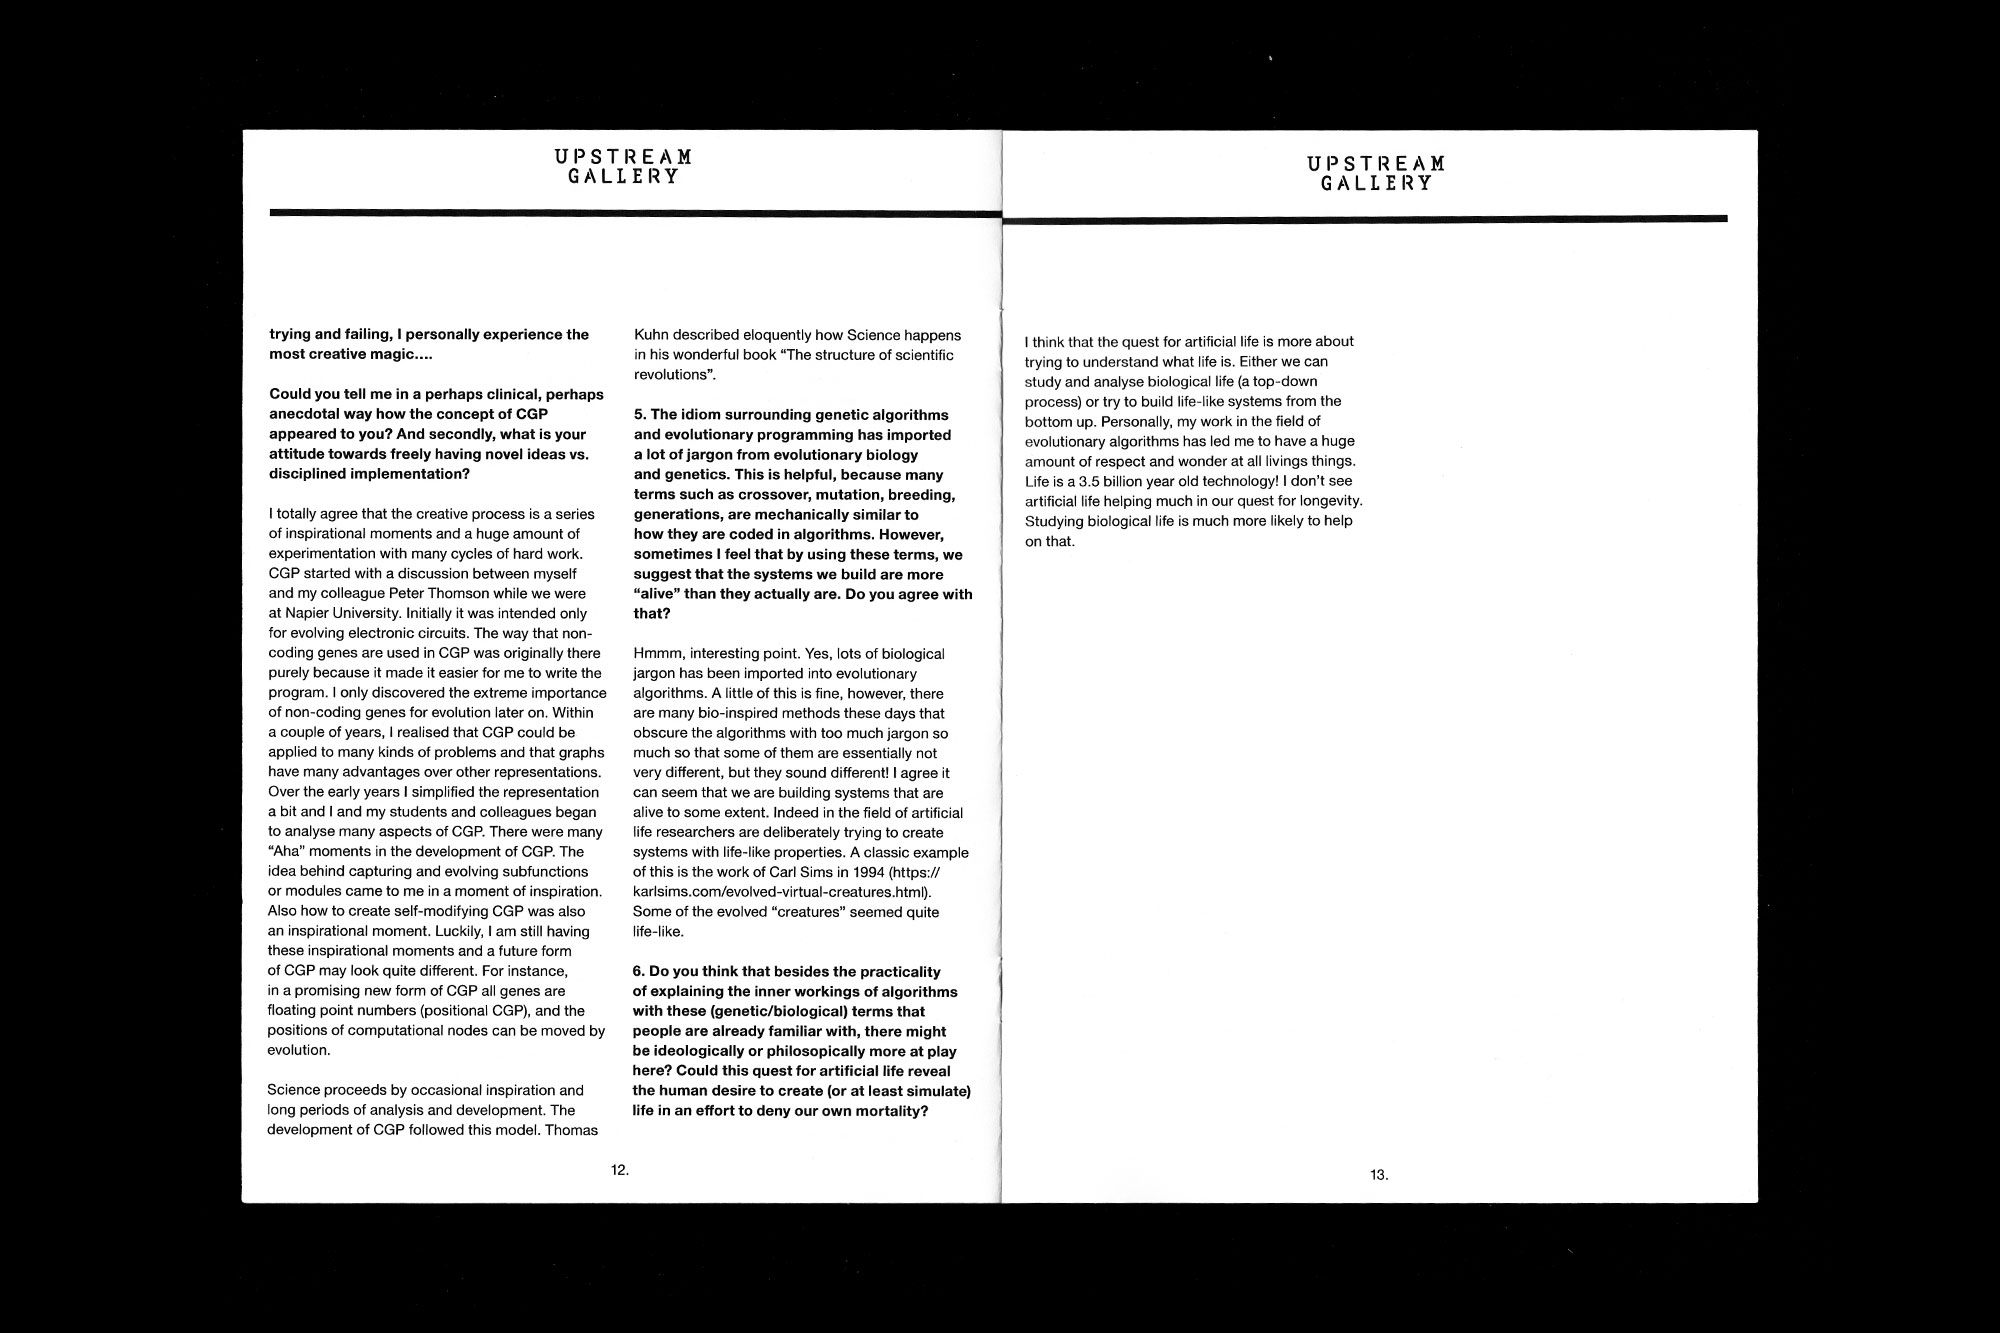 UPSTREAM
GALLERY
trying and failing, I personally experience the
most creative magic....
Could you tell me in a perhaps clinical, perhaps
anecdotal way how the concept of CGP
appeared to you? And secondly, what is your
attitude towards freely having novel ideas vs.
disciplined implementation?
I totally agree that the creative process is a series
of inspirational moments and a huge amount of
experimentation with many cycles of hard work.
CGP started with a discussion between myself
and my colleague Peter Thomson while we were
at Napier University. Initially it was intended only
for evolving electronic circuits. The way that non-
coding genes are used in CGP was originally there
purely because it made it easier for me to write the
program. I only discovered the extreme importance
of non-coding genes for evolution later on. Within
a couple of years, I realised that CGP could be
applied to many kinds of problems and that graphs
have many advantages over other representations.
Over the early years I simplified the representation
a bit and I and my students and colleagues began
to analyse many aspects of CGP. There were many
“Aha” moments in the development of CGP. The
idea behind capturing and evolving subfunctions
or modules came to me in a moment of inspiration.
Also how to create self-modifying CGP was also
an inspirational moment. Luckily, I am still having
these inspirational moments and a future form
of CGP may look quite different. For instance,
in a promising new form of CGP all genes are
floating point numbers (positional CGP), and the
positions of computational nodes can be moved by
evolution.
Science proceeds by occasional inspiration and
long periods of analysis and development. The
development of CGP followed this model. Thomas
Kuhn described eloquently how Science happens
in his wonderful book “The structure of scientific
revolutions”.
5. The idiom surrounding genetic algorithms
and evolutionary programming has imported
a lot of jargon from evolutionary biology
and genetics. This is helpful, because many
terms such as crossover, mutation, breeding,
generations, are mechanically similar to
how they are coded in algorithms. However,
sometimes I feel that by using these terms, we
suggest that the systems we build are more
“alive” than they actually are. Do you agree with
that?
Hmmm, interesting point. Yes, lots of biological
jargon has been imported into evolutionary
algorithms. A little of this is fine, however, there
are many bio-inspired methods these days that
obscure the algorithms with too much jargon so
much so that some of them are essentially not
very different, but they sound different! I agree it
can seem that we are building systems that are
alive to some extent. Indeed in the field of artificial
life researchers are deliberately trying to create
systems with life-like properties. A classic example
of this is the work of Carl Sims in 1994 (https://
karlsims.com/evolved-virtual-creatures.html).
Some of the evolved “creatures” seemed quite
life-like.
6. Do you think that besides the practicality
of explaining the inner workings of algorithms
with these (genetic/biological) terms that
people are already familiar with, there might
be ideologically or philosopically more at play
here? Could this quest for artificial life reveal
the human desire to create (or at least simulate)
life in an effort to deny our own mortality?
12.
UPSTREAM
GALLERY
I think that the quest for artificial life is more about
trying to understand what life is. Either we can
study and analyse biological life (a top-down
process) or try to build life-like systems from the
bottom up. Personally, my work in the field of
evolutionary algorithms has led me to have a huge
amount of respect and wonder at all livings things.
Life is a 3.5 billion year old technology! I don’t see
artificial life helping much in our quest for longevity.
Studying biological life is much more likely to help
on that.
13.